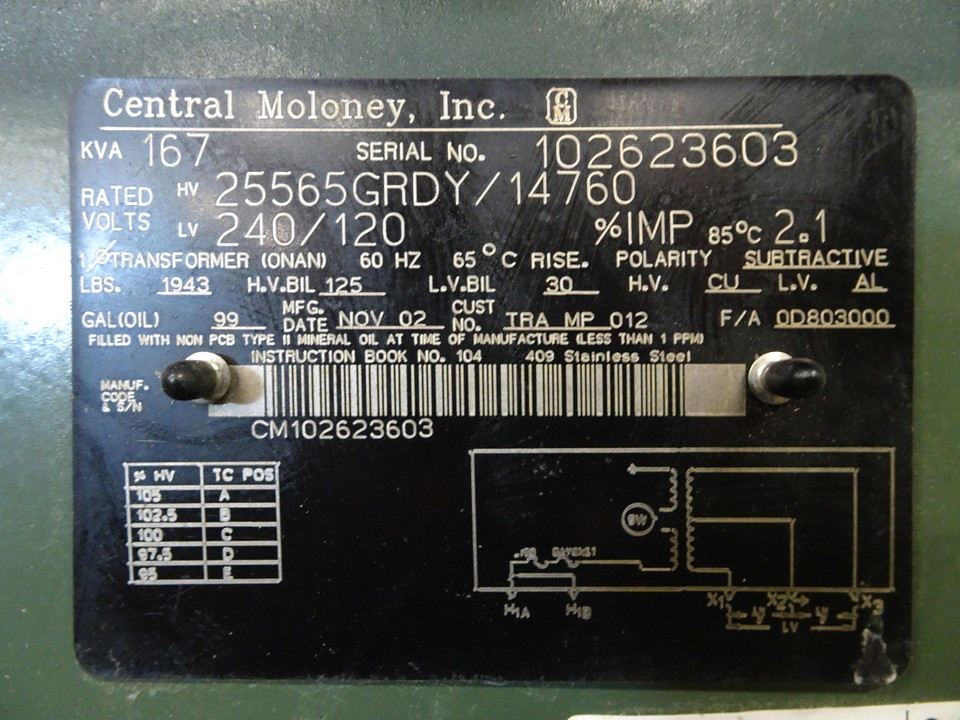 Central Moloney, Inc. CM
KVA 167 SERIAL NO. 102623603
RATED VOLTS HV 25565GRDY/14760
LV 240/120 %IMP 85°C 2.1
1Ø TRANSFORMER (ONAN) 60 HZ 65°C RISE. POLARITY SUBTRACTIVE
LBS. 1943 H.V.BIL 125 L.V.BIL 30 H.V. CU L.V. AL
GAL(OIL) 99 MFG. DATE NOV 02 CUST NO. TRA MP 012 F/A 0D803000
FILLED WITH NON PCB TYPE II MINERAL OIL AT TIME OF MANUFACTURE (LESS THAN 1 PPM)
INSTRUCTION BOOK NO. 104 409 Stainless Steel
MANUF. CODE & S/N
CM102623603
% HV TC POS
105 A
102.5 B
100 C
97.5 D
95 E
H1A H1B X1 X2 X3